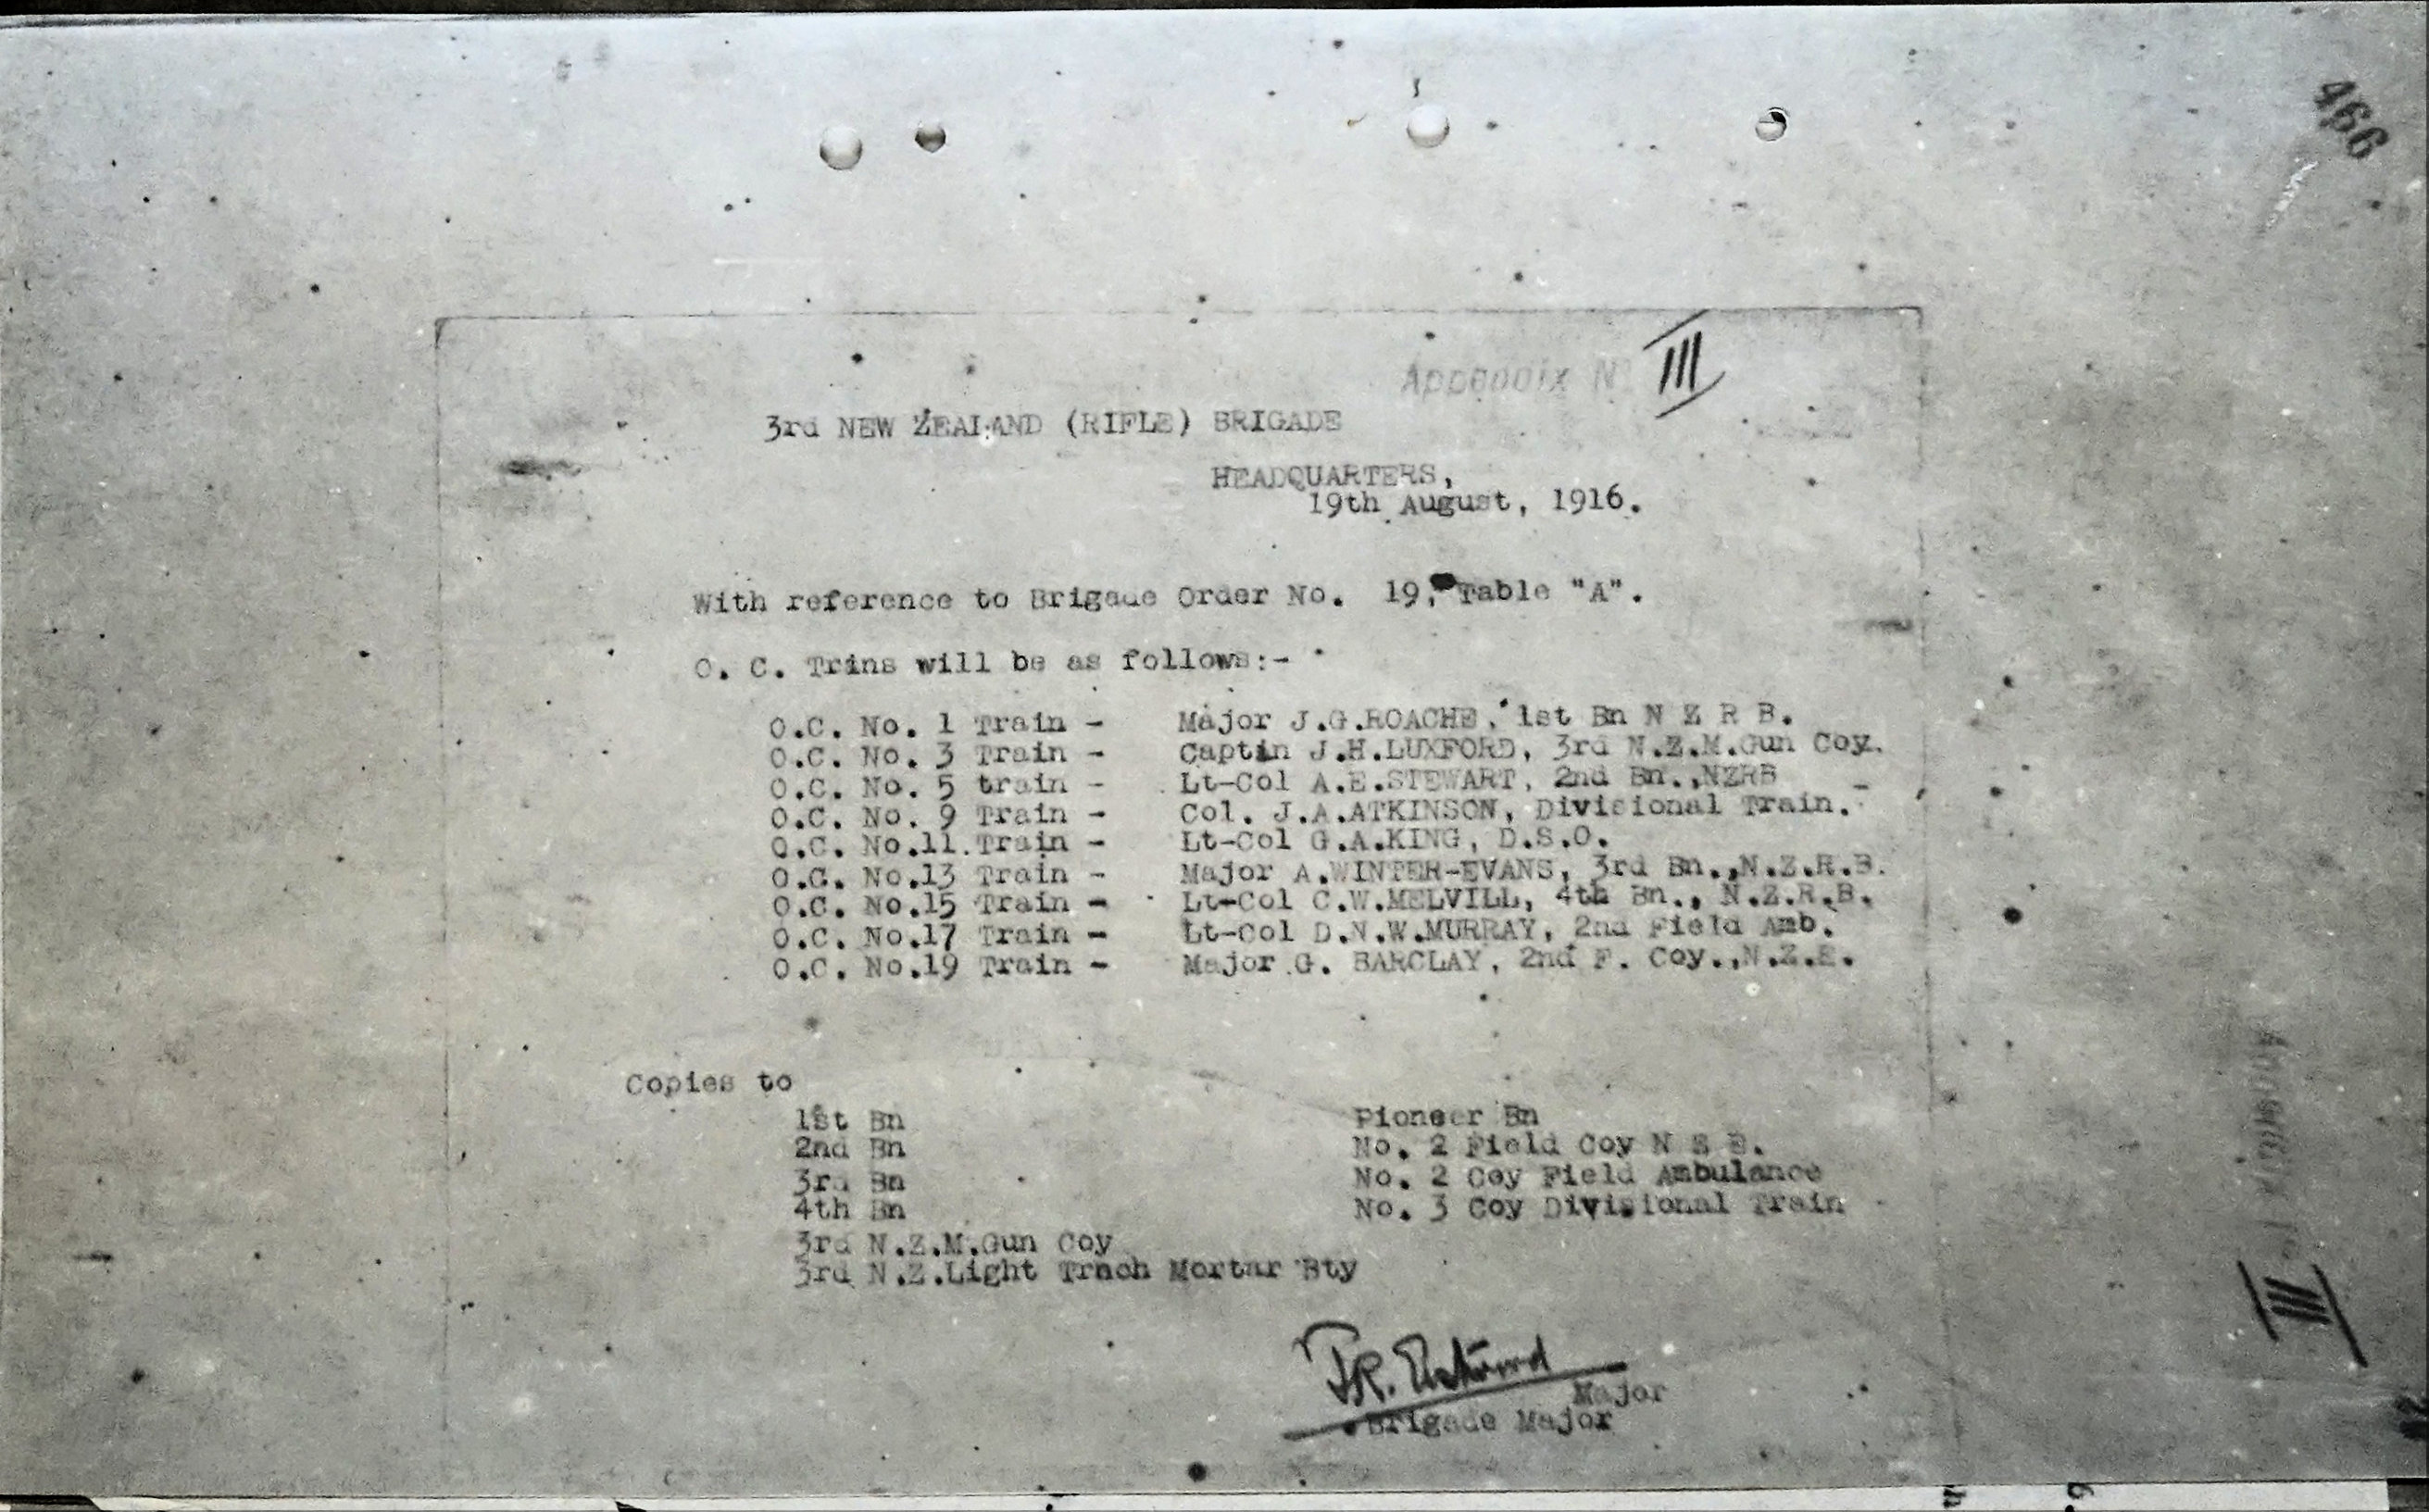 466
Appendix No III
3rd NEW ZEALAND (RIFLE) BRIGADE
HEADQUARTERS,
19th August, 1916.
With reference to Brigade Order No. 19, Table "A".
O. C. Trins will be as follows:-
O.C. No. 1 Train - Major J.G.ROACHE, 1st Bn N Z R B.
O.C. No. 3 Train - Captin J.H.LUXFORD, 3rd N.Z.M.Gun Coy.
O.C. No. 5 train - Lt-Col A.E.STEWART, 2nd Bn.,NZRB
O.C. No. 9 Train - Col. J.A.ATKINSON, Divisional Train.
O.C. No.11.Train - Lt-Col G.A.KING, D.S.O.
O.C. No.13 Train - Major A.WINTER-EVANS, 3rd Bn.,N.Z.R.B.
O.C. No.15 Train - Lt-Col C.W.MELVILL, 4th Bn., N.Z.R.B.
O.C. No.17 Train - Lt-Col D.N.W.MURRAY, 2nd Field Amb.
O.C. No.19 Train - Major G. BARCLAY, 2nd F. Coy.,N.Z.E.
Copies to
1st Bn Pioneer Bn
2nd Bn No. 2 Field Coy N Z E.
3rd Bn No. 2 Coy Field Ambulance
4th Bn No. 3 Coy Divisional Train
3rd N.Z.M.Gun Coy
3rd N.Z.Light Trnch Mortar Bty
Major
Brigade Major
Appendix No III